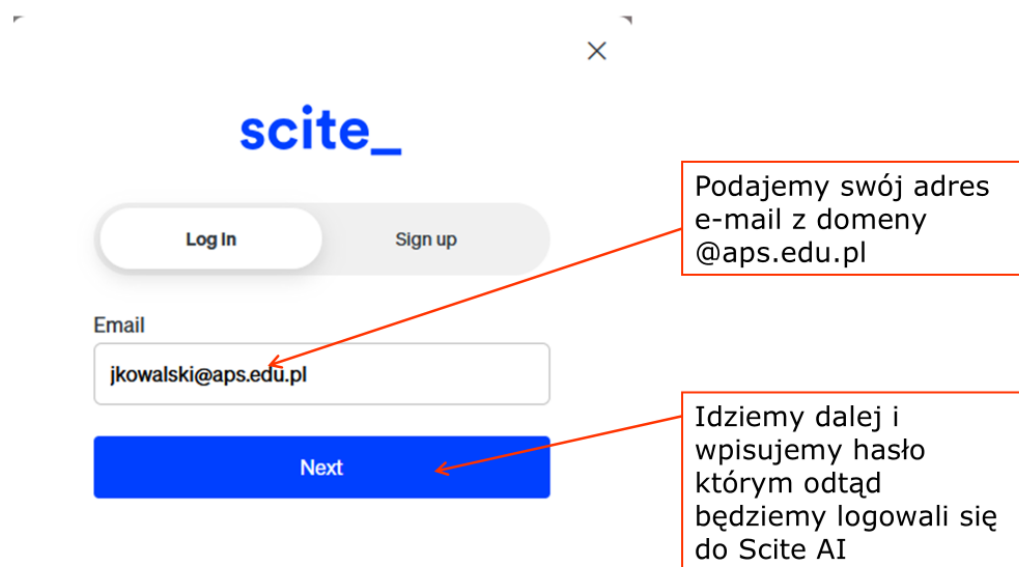 scite_
Log In
Sign up
Podajemy swój adres
e-mail z domeny
@aps.edu.pl
Email
jkowalski@aps.edu.pl
Next
Idziemy dalej i
wpisujemy hasło
którym odtąd
będziemy logowali się
do Scite AI